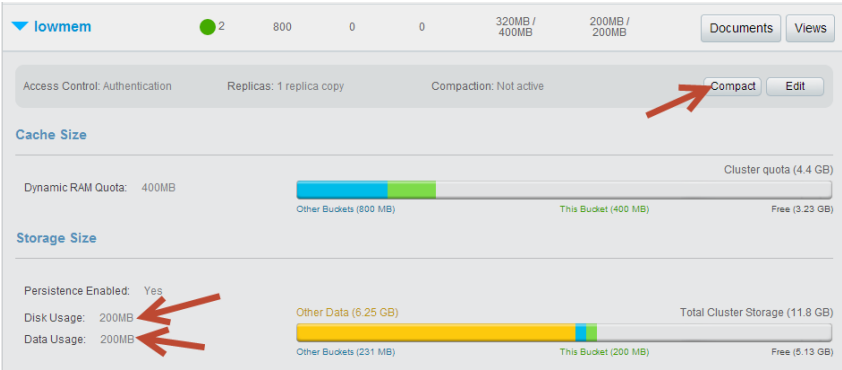 lowmem 2 800 0 0 320MB / 400MB 200MB / 200MB Documents Views
Access Control: Authentication Replicas: 1 replica copy Compaction: Not active Compact Edit
Cache Size
Cluster quota (4.4 GB)
Dynamic RAM Quota: 400MB
Other Buckets (800 MB) This Bucket (400 MB) Free (3.23 GB)
Storage Size
Persistence Enabled: Yes
Disk Usage: 200MB Other Data (6.25 GB) Total Cluster Storage (11.8 GB)
Data Usage: 200MB
Other Buckets (231 MB) This Bucket (200 MB) Free (5.13 GB)